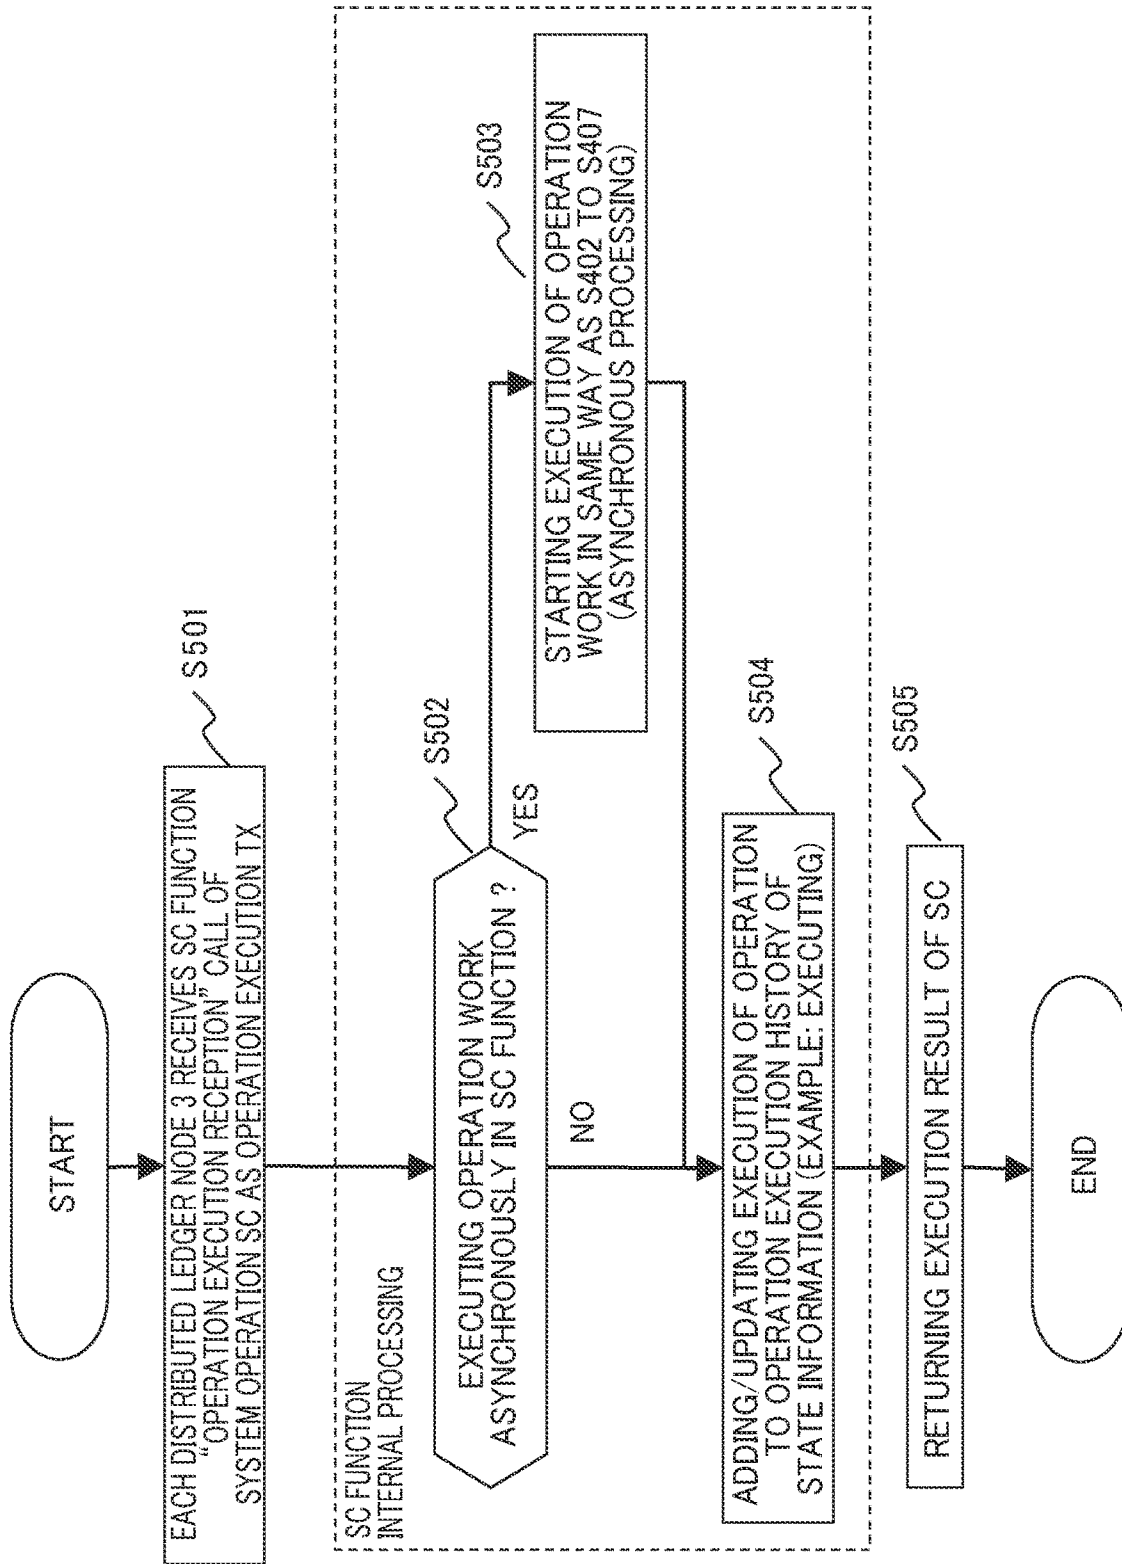 START
EACH DISTRIBUTED LEDGER NODE 3 RECEIVES SC FUNCTION
“OPERATION EXECUTION RECEPTION” CALL OF
SYSTEM OPERATION SC AS OPERATION EXECUTION TX
S501
SC FUNCTION
INTERNAL PROCESSING
EXECUTING OPERATION WORK
ASYNCHRONOUSLY IN SC FUNCTION ?
S502
YES
NO
STARTING EXECUTION OF OPERATION
WORK IN SAME WAY AS S402 TO S407
(ASYNCHRONOUS PROCESSING)
S503
ADDING/UPDATING EXECUTION OF OPERATION
TO OPERATION EXECUTION HISTORY OF
STATE INFORMATION (EXAMPLE: EXECUTING)
S504
RETURNING EXECUTION RESULT OF SC
S505
END